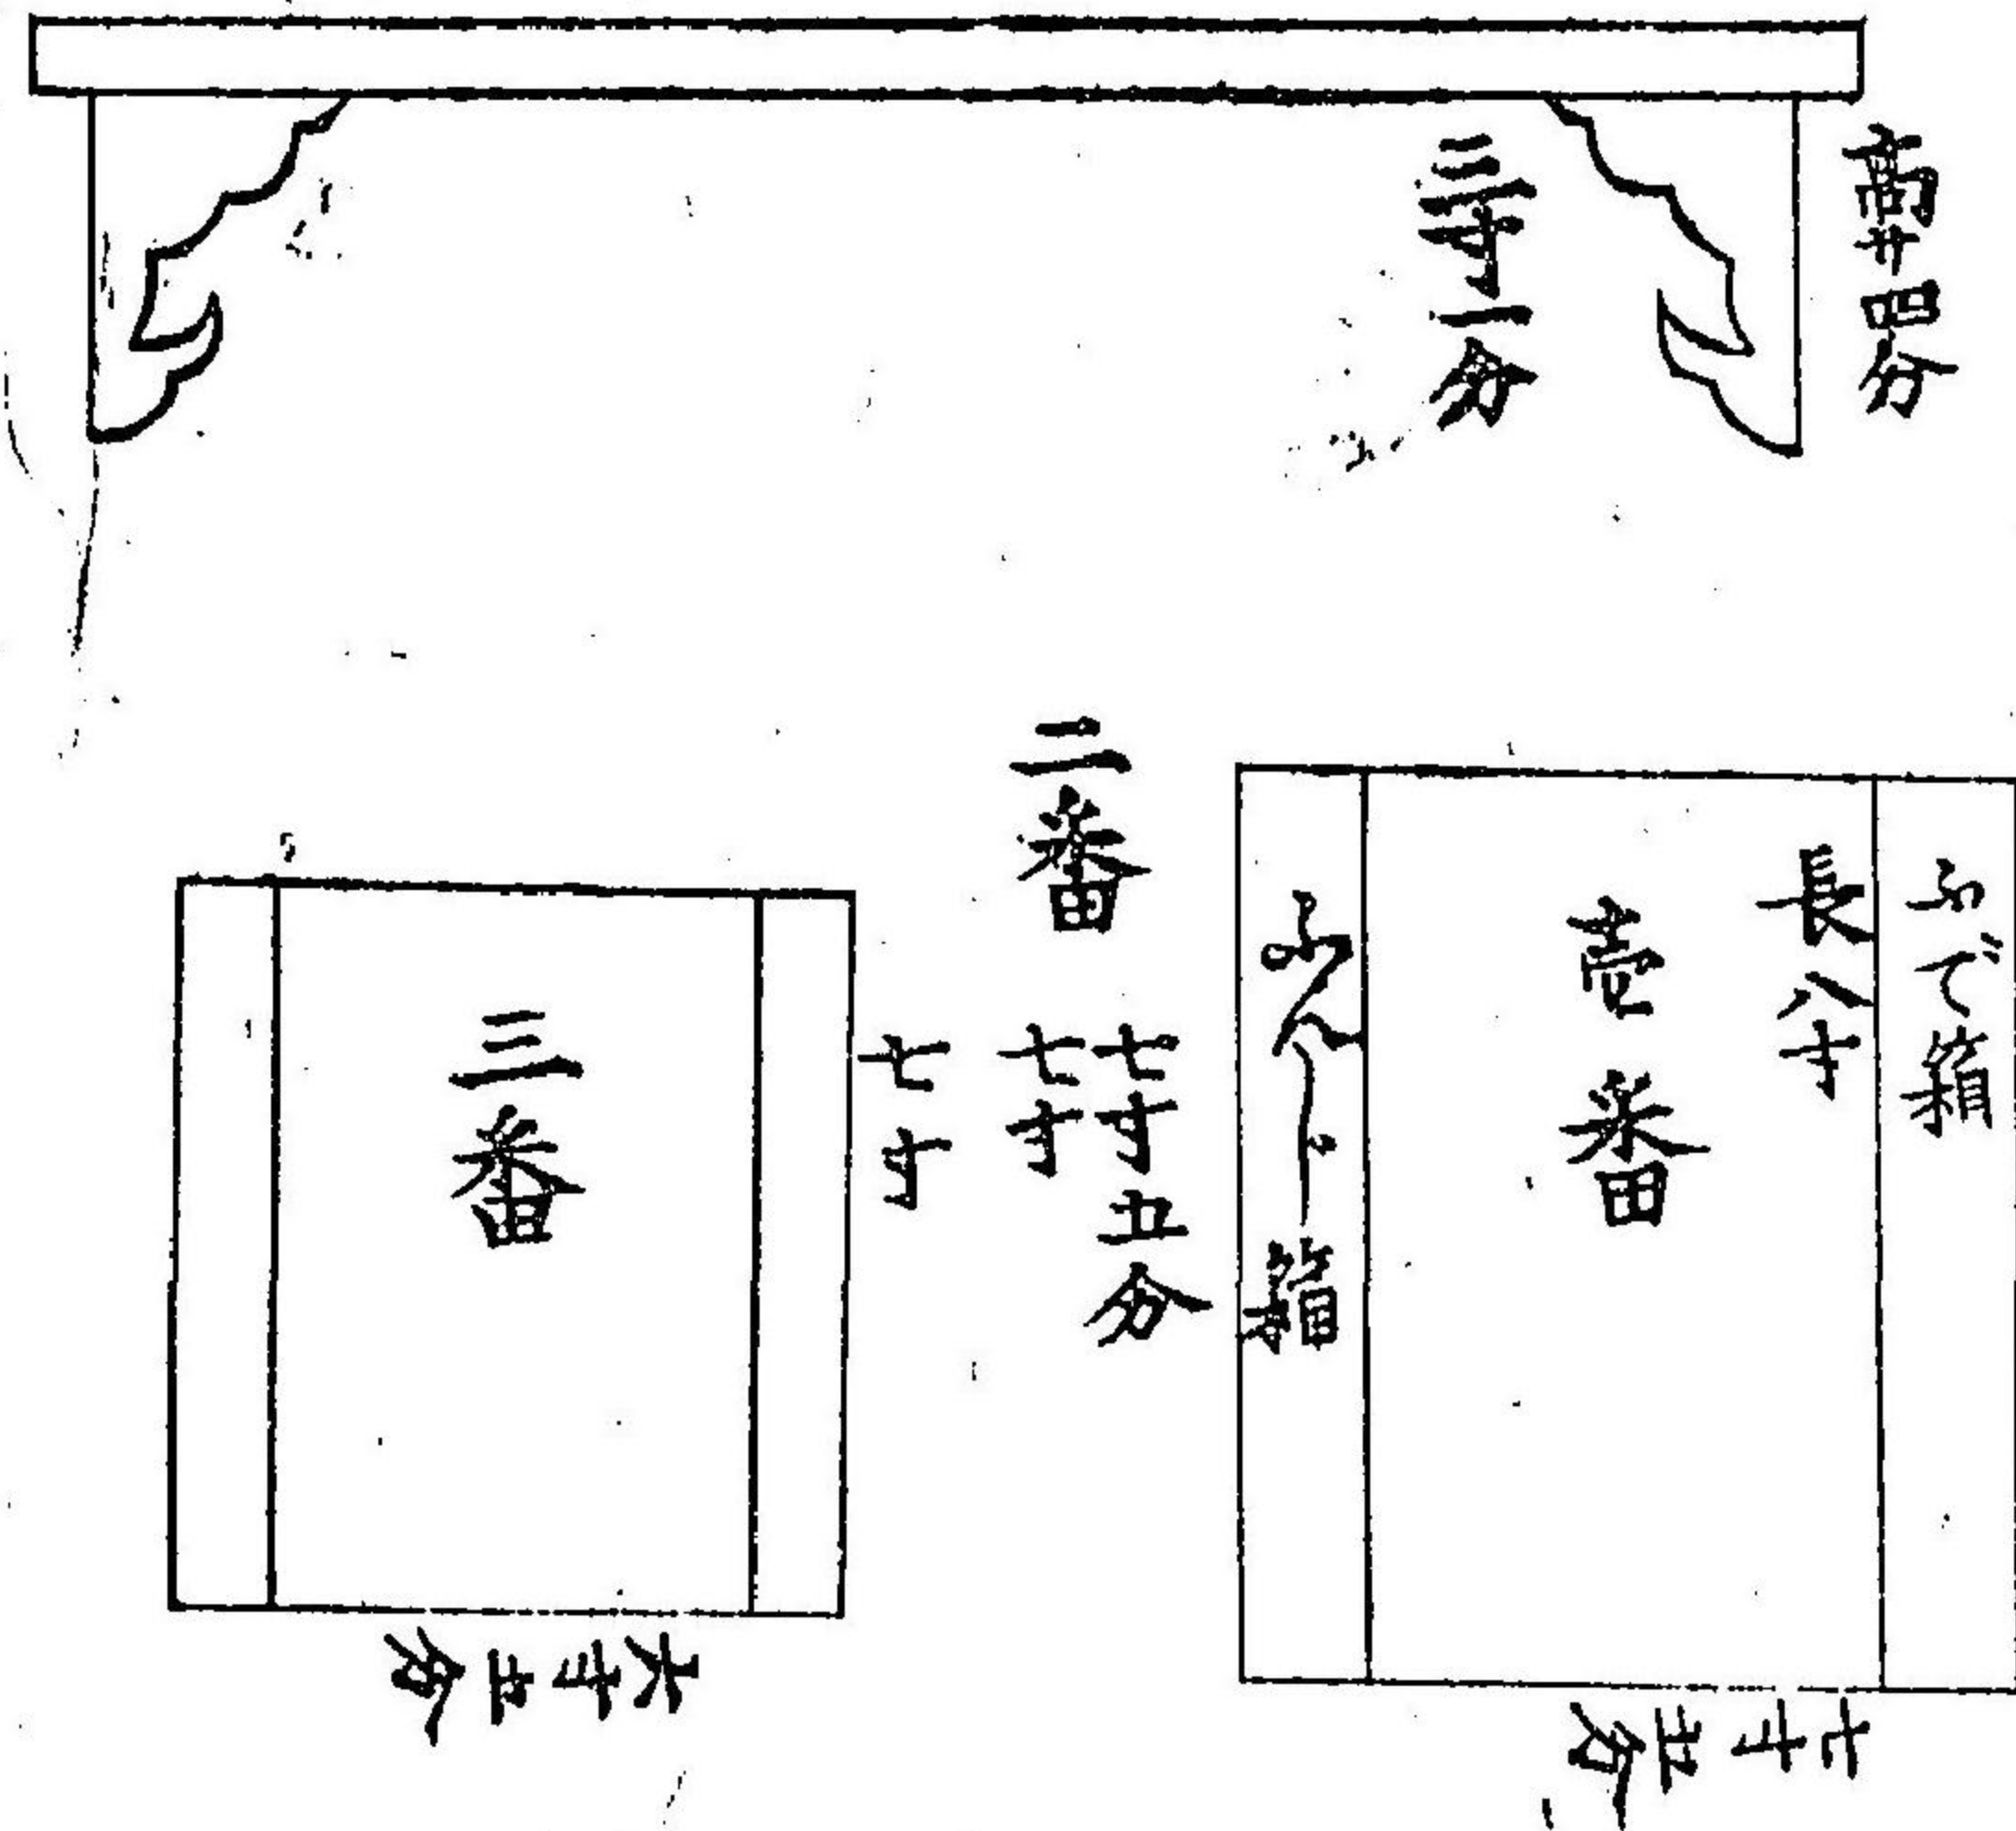 高サ四分
三寸一分
ふで箱
長八寸
壱番
ふんどー箱
七寸五分
二番
七寸五分
七寸
三番
七寸
六寸五分